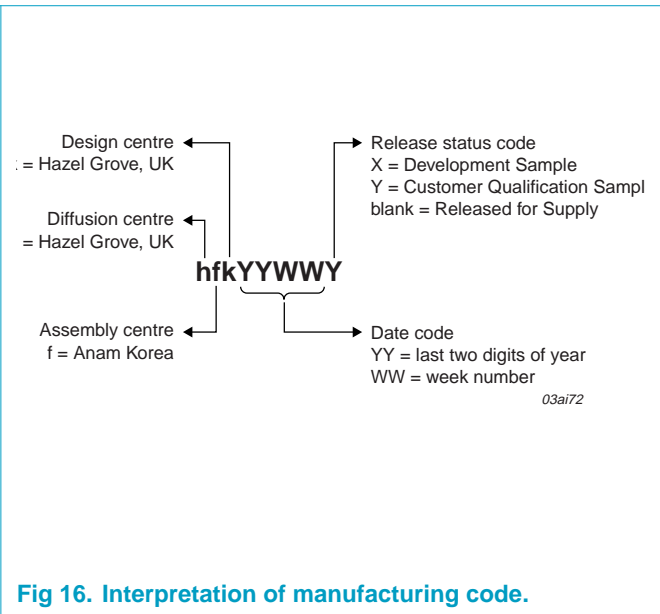 Design centre
: = Hazel Grove, UK
Diffusion centre
= Hazel Grove, UK
hfkYYWWY
Assembly centre
f = Anam Korea
Release status code
X = Development Sample
Y = Customer Qualification Sampl
blank = Released for Supply
Date code
YY = last two digits of year
WW = week number
03ai72
Fig 16. Interpretation of manufacturing code.